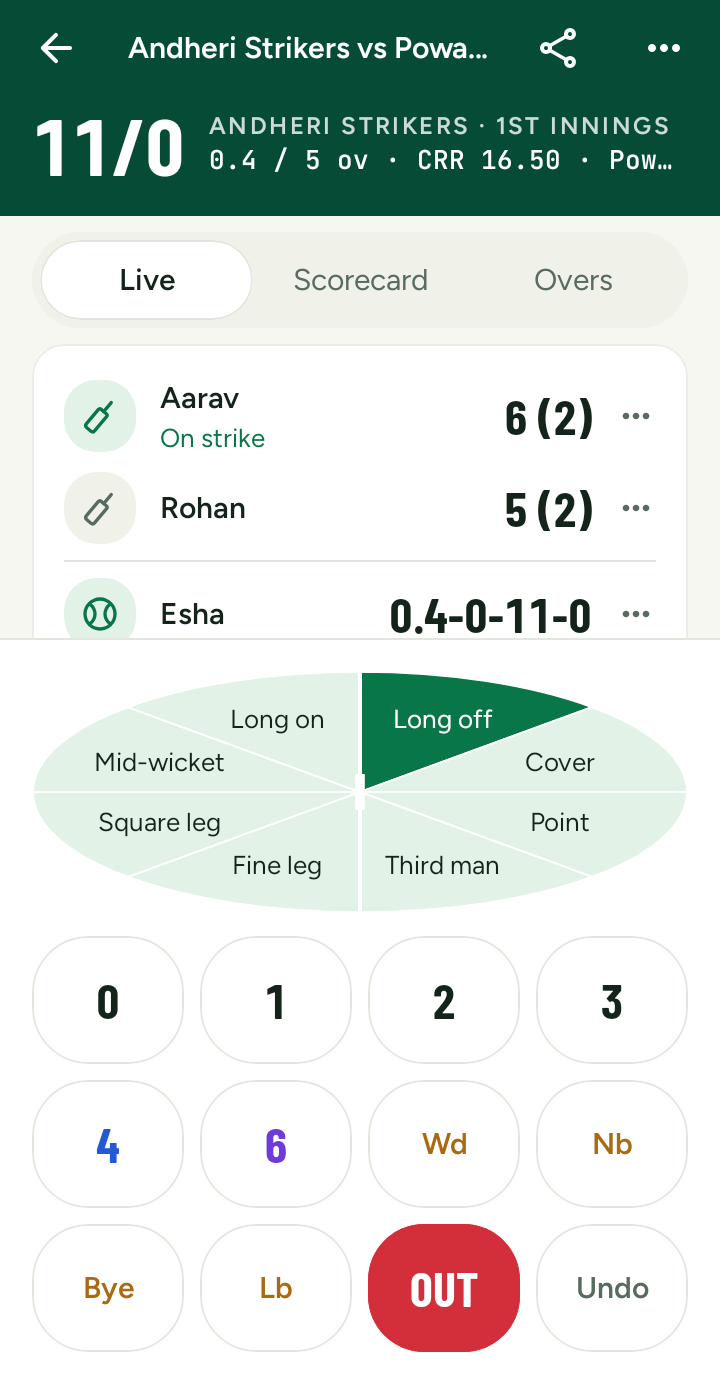 Andheri Strikers vs Powa...
11/0
ANDHERI STRIKERS · 1ST INNINGS
0.4 / 5 ov · CRR 16.50 · Pow…
Live Scorecard Overs
Aarav 6 (2)
On strike
Rohan 5 (2)
Esha 0.4-0-11-0
Long on Long off
Mid-wicket Cover
Square leg Point
Fine leg Third man
0 1 2 3
4 6 Wd Nb
Bye Lb OUT Undo